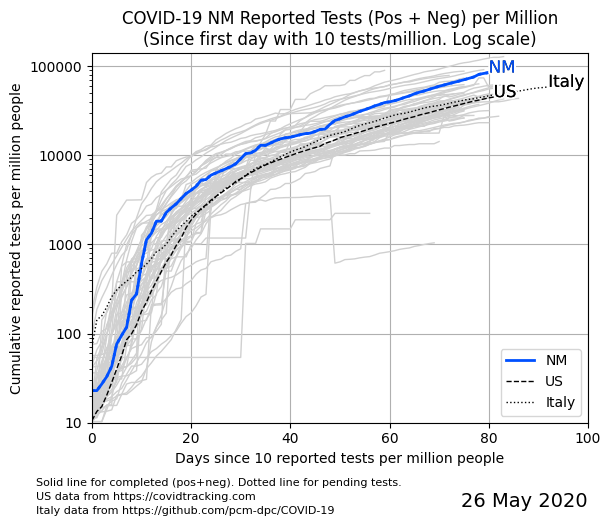 COVID-19 NM Reported Tests (Pos + Neg) per Million
(Since first day with 10 tests/million. Log scale)
Cumulative reported tests per million people
100000
10000
1000
100
10
NM
US
Italy
NM
US
Italy
0
20
40
60
80
100
Days since 10 reported tests per million people
Solid line for completed (pos+neg). Dotted line for pending tests.
US data from https://covidtracking.com
Italy data from https://github.com/pcm-dpc/COVID-19
26 May 2020